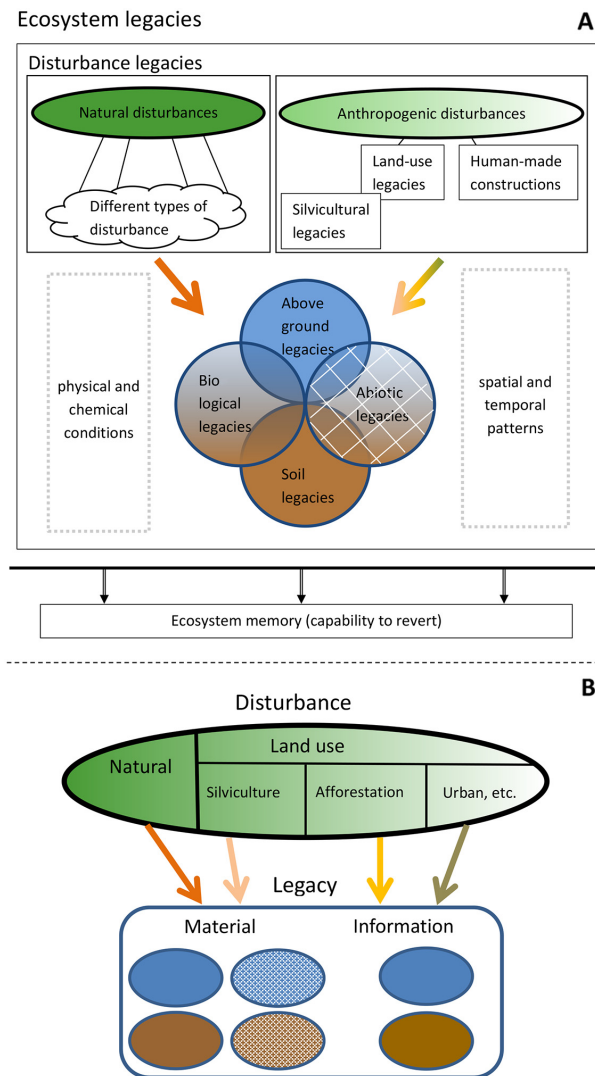 Ecosystem legacies
A
Disturbance legacies
Natural disturbances
Different types of
disturbance
Anthropogenic disturbances
Land-use
legacies
Human-made
constructions
Silvicultural
legacies
physical and
chemical
conditions
Above
ground
legacies
Bio
logical
legacies
Abiotic
legacies
Soil
legacies
spatial and
temporal
patterns
Ecosystem memory (capability to revert)
B
Disturbance
Natural
Land use
Silviculture
Afforestation
Urban, etc.
Legacy
Material
Information